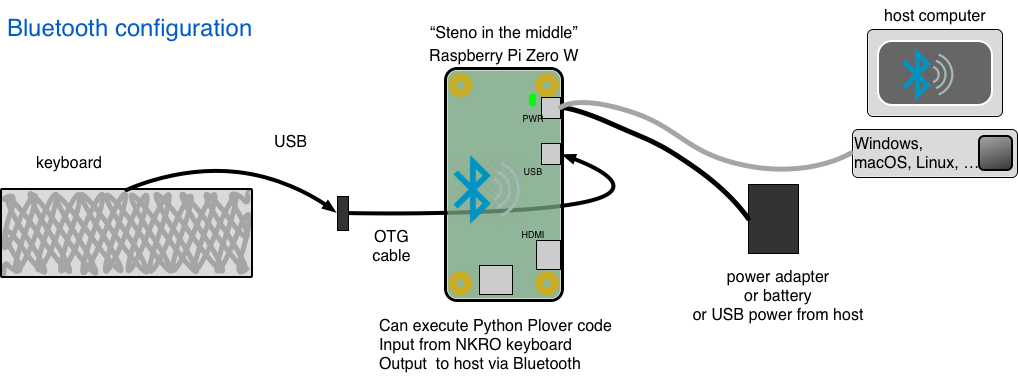 Bluetooth configuration
“Steno in the middle”
Raspberry Pi Zero W
host computer
PWR
USB
keyboard
USB
Windows,
macOS, Linux, …
OTG
cable
HDMI
power adapter
or battery
or USB power from host
Can execute Python Plover code
Input from NKRO keyboard
Output to host via Bluetooth